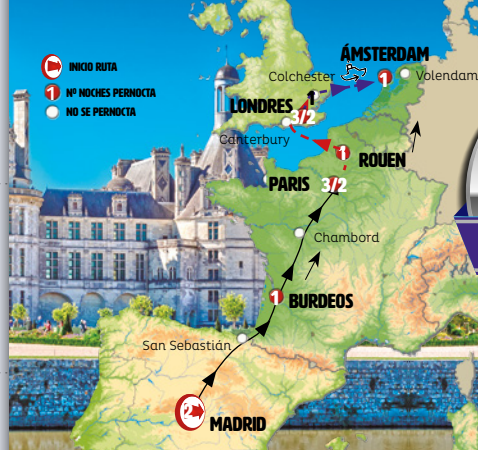 INICIO RUTA
1 Nº NOCHES PERNOCTA
NO SE PERNOCTA
ÁMSTERDAM
Colchester
1
1
Volendam
LONDRES
3/2
Canterbury
1
ROUEN
PARIS
3/2
Chambord
1
BURDEOS
San Sebastián
2
MADRID